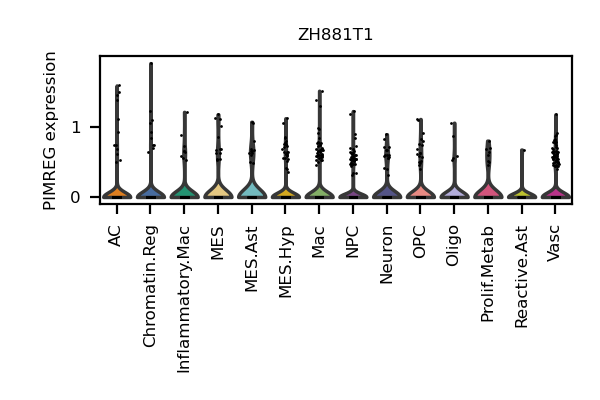 ZH881T1
PIMREG expression
1
0
AC
Chromatin.Reg
Inflammatory.Mac
MES
MES.Ast
MES.Hyp
Mac
NPC
Neuron
OPC
Oligo
Prolif.Metab
Reactive.Ast
Vasc